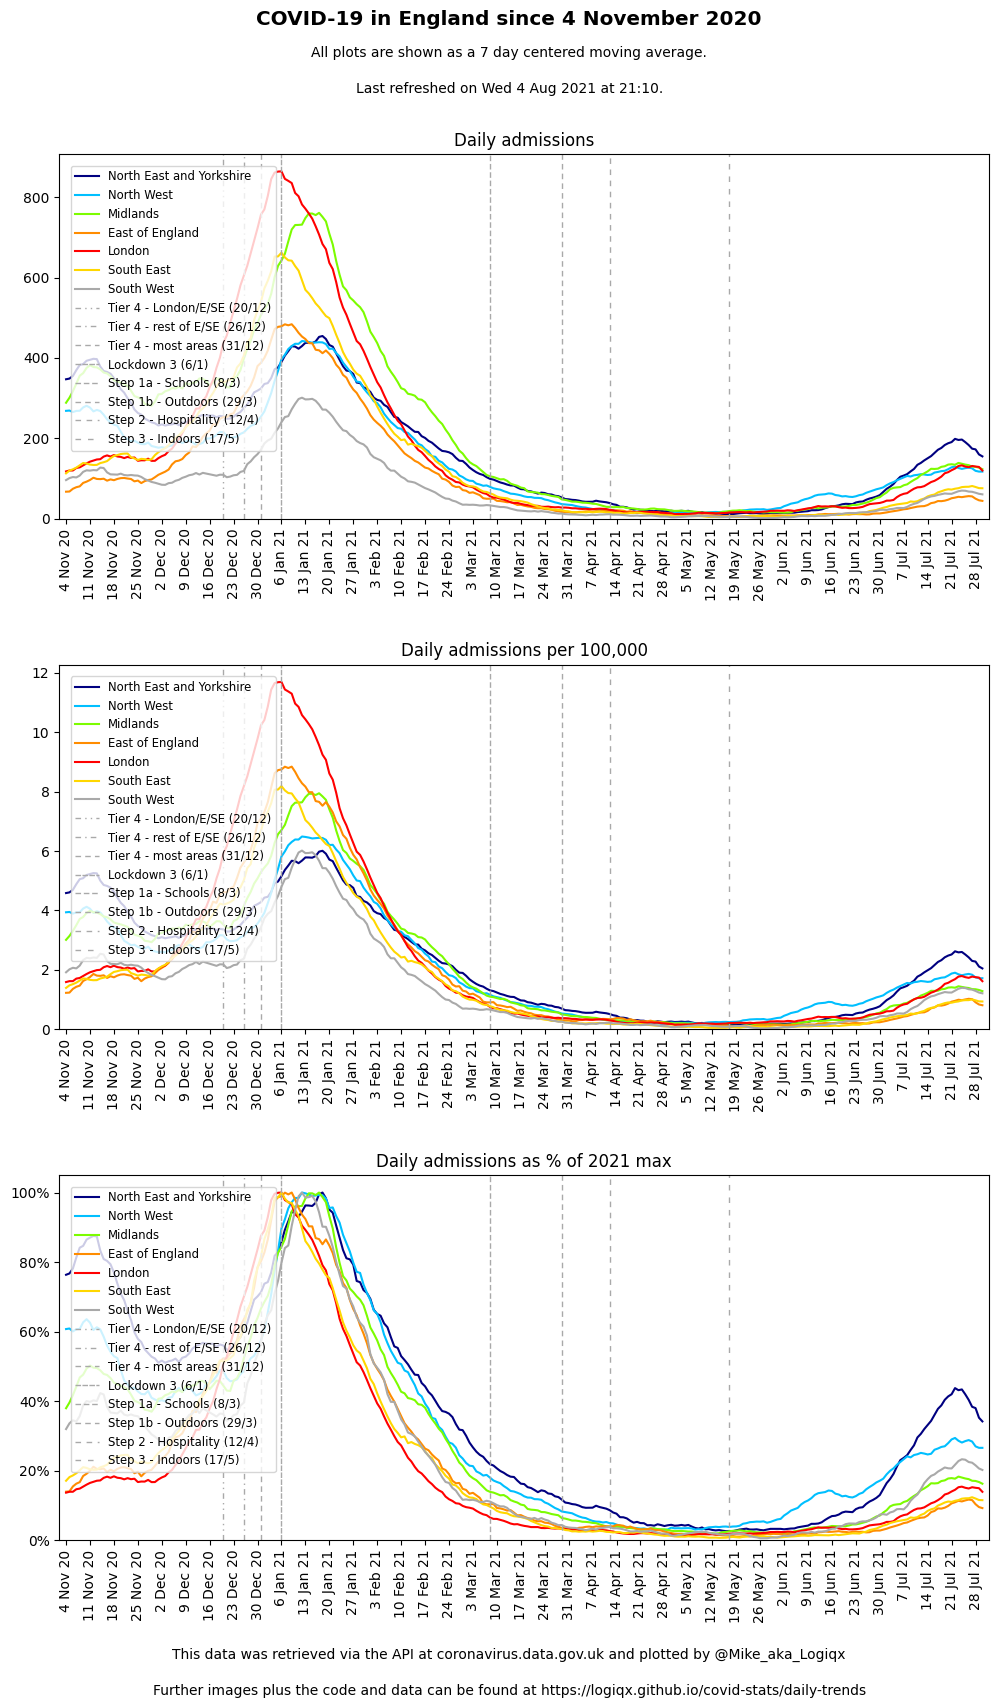 COVID-19 in England since 4 November 2020
All plots are shown as a 7 day centered moving average.
Last refreshed on Wed 4 Aug 2021 at 21:10.
Daily admissions
800
600
400
200
0
North East and Yorkshire
North West
Midlands
East of England
London
South East
South West
Tier 4 - London/E/SE (20/12)
Tier 4 - rest of E/SE (26/12)
Tier 4 - most areas (31/12)
Lockdown 3 (6/1)
Step 1a - Schools (8/3)
Step 1b - Outdoors (29/3)
Step 2 - Hospitality (12/4)
Step 3 - Indoors (17/5)
4 Nov 20 11 Nov 20 18 Nov 20 25 Nov 20 2 Dec 20 9 Dec 20 16 Dec 20 23 Dec 20 30 Dec 20 6 Jan 21 13 Jan 21 20 Jan 21 27 Jan 21 3 Feb 21 10 Feb 21 17 Feb 21 24 Feb 21 3 Mar 21 10 Mar 21 17 Mar 21 24 Mar 21 31 Mar 21 7 Apr 21 14 Apr 21 21 Apr 21 28 Apr 21 5 May 21 12 May 21 19 May 21 26 May 21 2 Jun 21 9 Jun 21 16 Jun 21 23 Jun 21 30 Jun 21 7 Jul 21 14 Jul 21 21 Jul 21 28 Jul 21
Daily admissions per 100,000
12
10
8
6
4
2
0
North East and Yorkshire
North West
Midlands
East of England
London
South East
South West
Tier 4 - London/E/SE (20/12)
Tier 4 - rest of E/SE (26/12)
Tier 4 - most areas (31/12)
Lockdown 3 (6/1)
Step 1a - Schools (8/3)
Step 1b - Outdoors (29/3)
Step 2 - Hospitality (12/4)
Step 3 - Indoors (17/5)
4 Nov 20 11 Nov 20 18 Nov 20 25 Nov 20 2 Dec 20 9 Dec 20 16 Dec 20 23 Dec 20 30 Dec 20 6 Jan 21 13 Jan 21 20 Jan 21 27 Jan 21 3 Feb 21 10 Feb 21 17 Feb 21 24 Feb 21 3 Mar 21 10 Mar 21 17 Mar 21 24 Mar 21 31 Mar 21 7 Apr 21 14 Apr 21 21 Apr 21 28 Apr 21 5 May 21 12 May 21 19 May 21 26 May 21 2 Jun 21 9 Jun 21 16 Jun 21 23 Jun 21 30 Jun 21 7 Jul 21 14 Jul 21 21 Jul 21 28 Jul 21
Daily admissions as % of 2021 max
100%
80%
60%
40%
20%
0%
North East and Yorkshire
North West
Midlands
East of England
London
South East
South West
Tier 4 - London/E/SE (20/12)
Tier 4 - rest of E/SE (26/12)
Tier 4 - most areas (31/12)
Lockdown 3 (6/1)
Step 1a - Schools (8/3)
Step 1b - Outdoors (29/3)
Step 2 - Hospitality (12/4)
Step 3 - Indoors (17/5)
4 Nov 20 11 Nov 20 18 Nov 20 25 Nov 20 2 Dec 20 9 Dec 20 16 Dec 20 23 Dec 20 30 Dec 20 6 Jan 21 13 Jan 21 20 Jan 21 27 Jan 21 3 Feb 21 10 Feb 21 17 Feb 21 24 Feb 21 3 Mar 21 10 Mar 21 17 Mar 21 24 Mar 21 31 Mar 21 7 Apr 21 14 Apr 21 21 Apr 21 28 Apr 21 5 May 21 12 May 21 19 May 21 26 May 21 2 Jun 21 9 Jun 21 16 Jun 21 23 Jun 21 30 Jun 21 7 Jul 21 14 Jul 21 21 Jul 21 28 Jul 21
This data was retrieved via the API at coronavirus.data.gov.uk and plotted by @Mike_aka_Logiqx
Further images plus the code and data can be found at https://logiqx.github.io/covid-stats/daily-trends